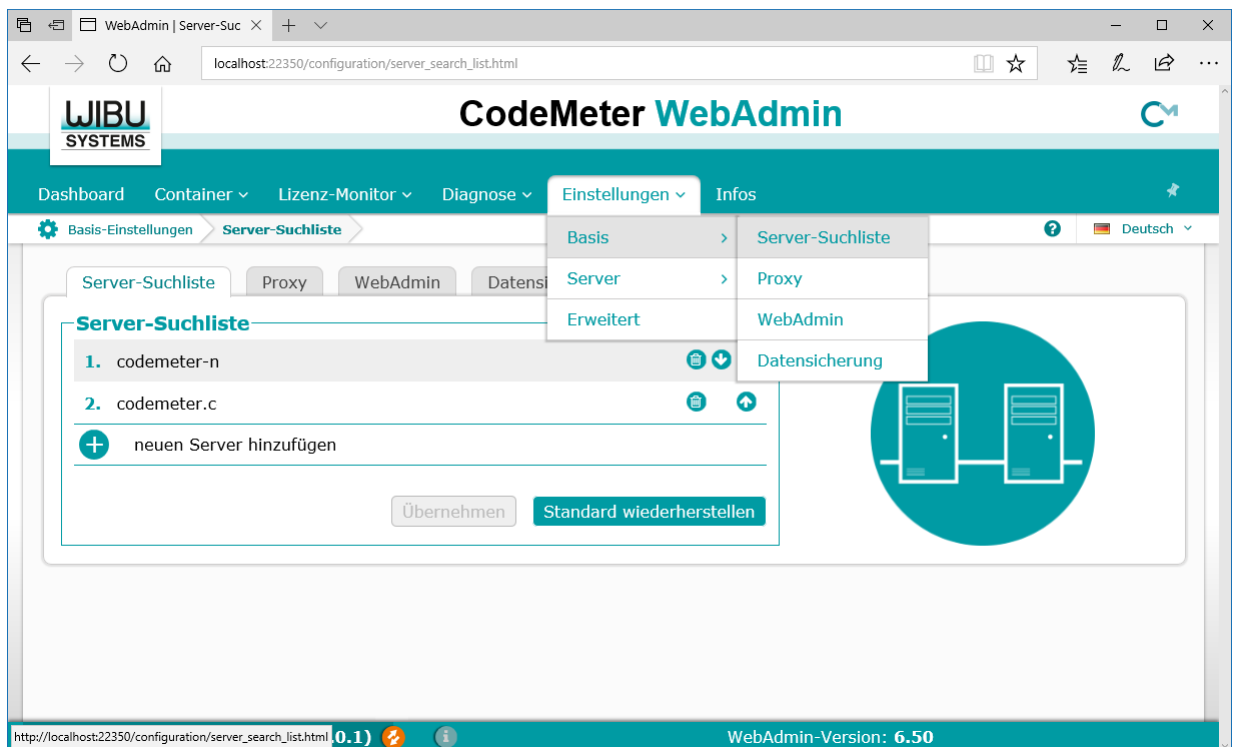 WebAdmin | Server-Suc
localhost:22350/configuration/server_search_list.html
WIBU
SYSTEMS
CodeMeter WebAdmin
Dashboard Container Lizenz-Monitor Diagnose Einstellungen Infos
Basis-Einstellungen Server-Suchliste Deutsch
Basis
Server-Suchliste
Server
Proxy
Erweitert
WebAdmin
Datensicherung
Server-Suchliste Proxy WebAdmin Datensi
Server-Suchliste
1. codemeter-n
2. codemeter.c
neuen Server hinzufügen
Übernehmen Standard wiederherstellen
http://localhost:22350/configuration/server_search_list.html .0.1) WebAdmin-Version: 6.50